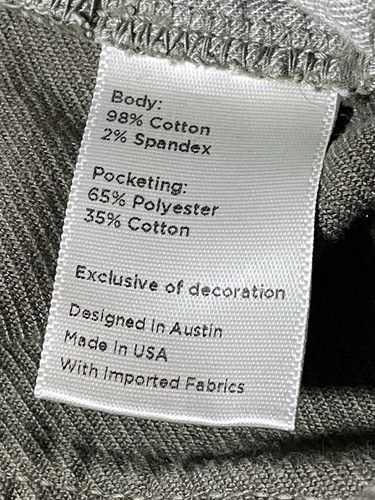 Body:
98% Cotton
2% Spandex
Pocketing:
65% Polyester
35% Cotton
Exclusive of decoration
Designed In Austin
Made In USA
With Imported Fabrics